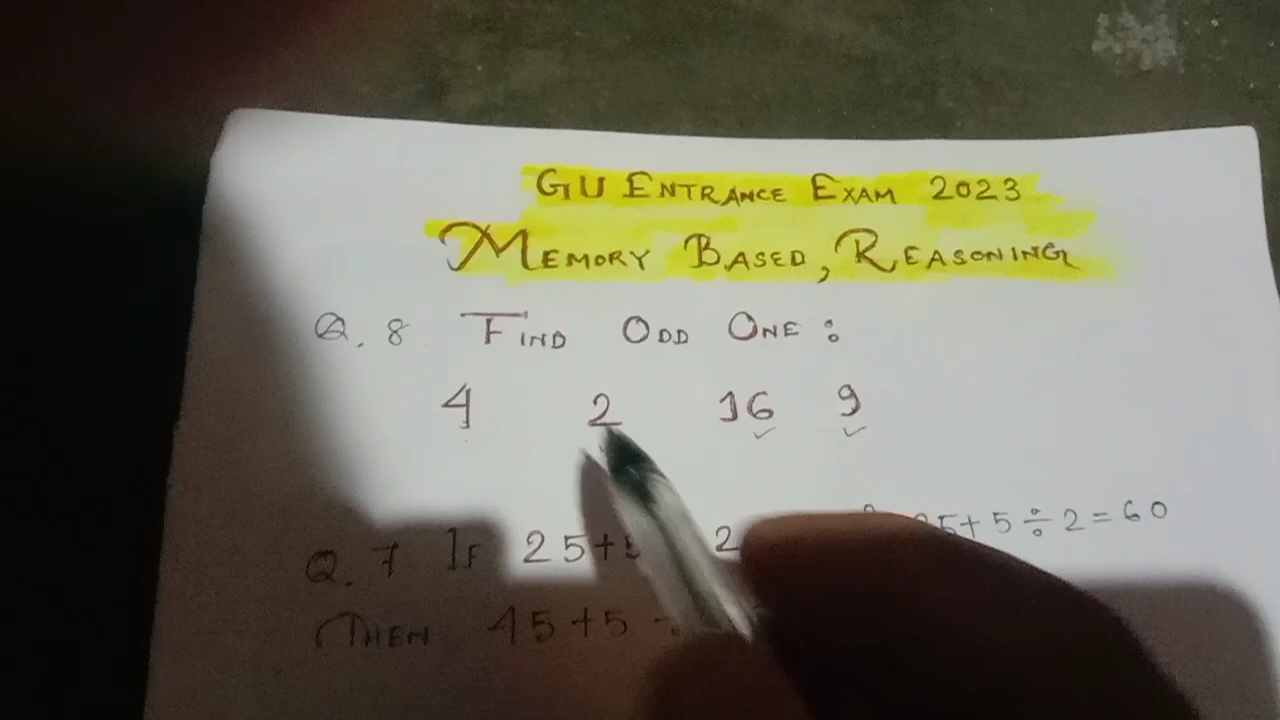 GU ENTRANCE EXAM 2023
MEMORY BASED, REASONING
Q. 8 FIND ODD ONE :
4 2 16 9
Q. 7 IF 25+5 2 5+5÷2=60
THEN 45+5